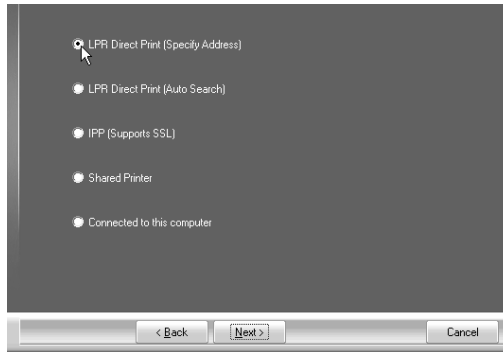 LPR Direct Print (Specify Address)
LPR Direct Print (Auto Search)
IPP (Supports SSL)
Shared Printer
Connected to this computer
< Back Next > Cancel